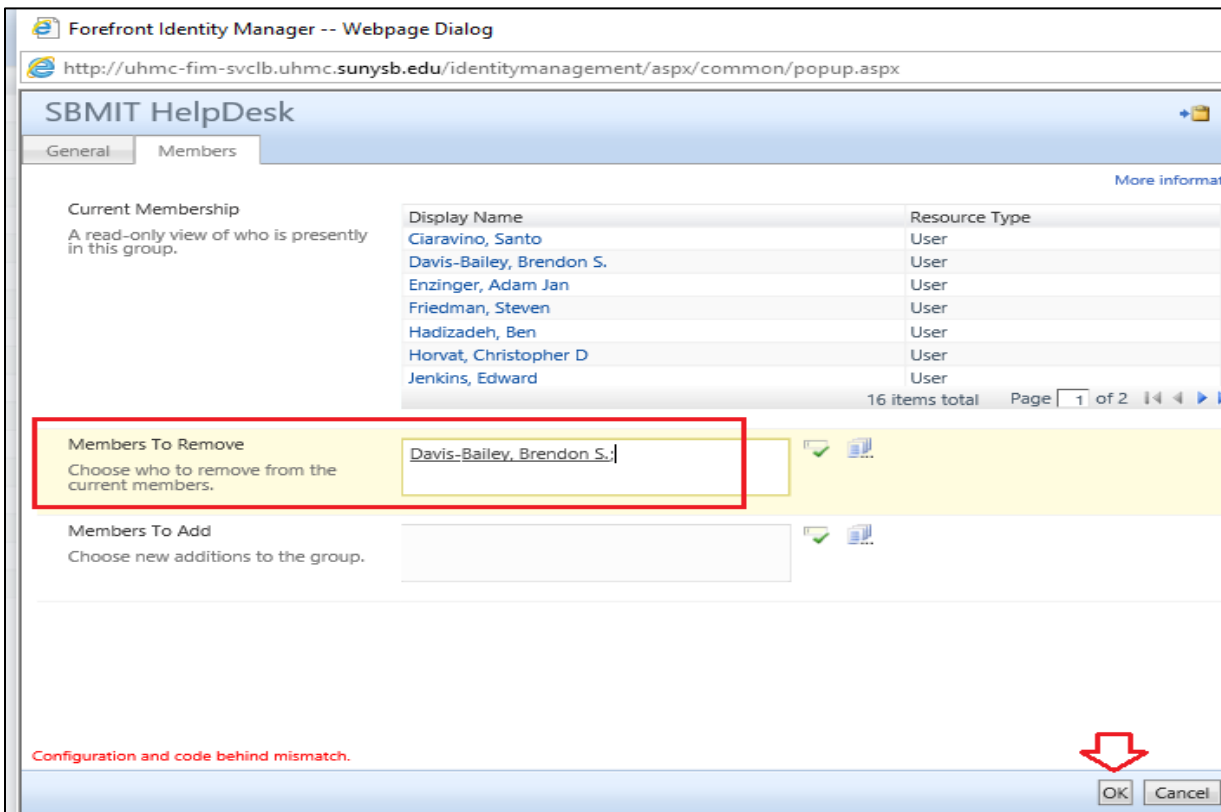 Forefront Identity Manager -- Webpage Dialog
http://uhmc-fim-svclb.uhmc.sunysb.edu/identitymanagement/aspx/common/popup.aspx
SBMIT HelpDesk
General Members
More informat
Current Membership
A read-only view of who is presently
in this group.
Display Name Resource Type
Ciaravino, Santo User
Davis-Bailey, Brendon S. User
Enzinger, Adam Jan User
Friedman, Steven User
Hadizadeh, Ben User
Horvat, Christopher D User
Jenkins, Edward User
16 items total Page 1 of 2
Members To Remove
Choose who to remove from the
current members.
Davis-Bailey, Brendon S.;
Members To Add
Choose new additions to the group.
Configuration and code behind mismatch.
OK Cancel